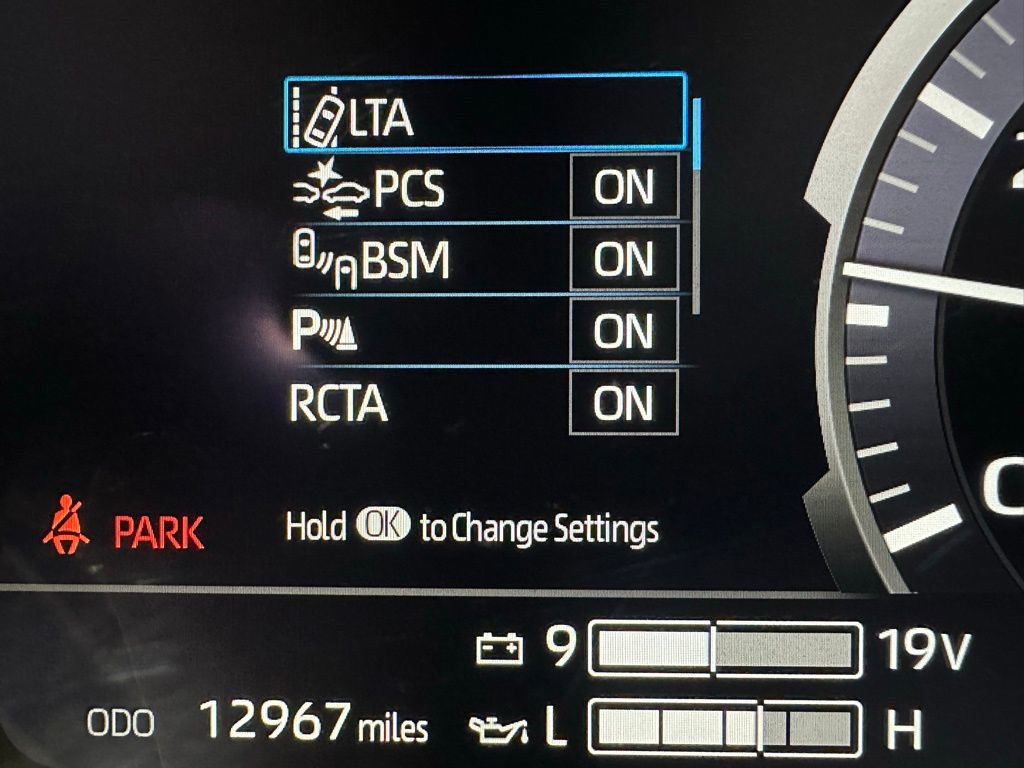 LTA
PCS ON
BSM ON
P ON
RCTA ON
PARK
Hold OK to Change Settings
9 19V
ODO 12967 miles L H